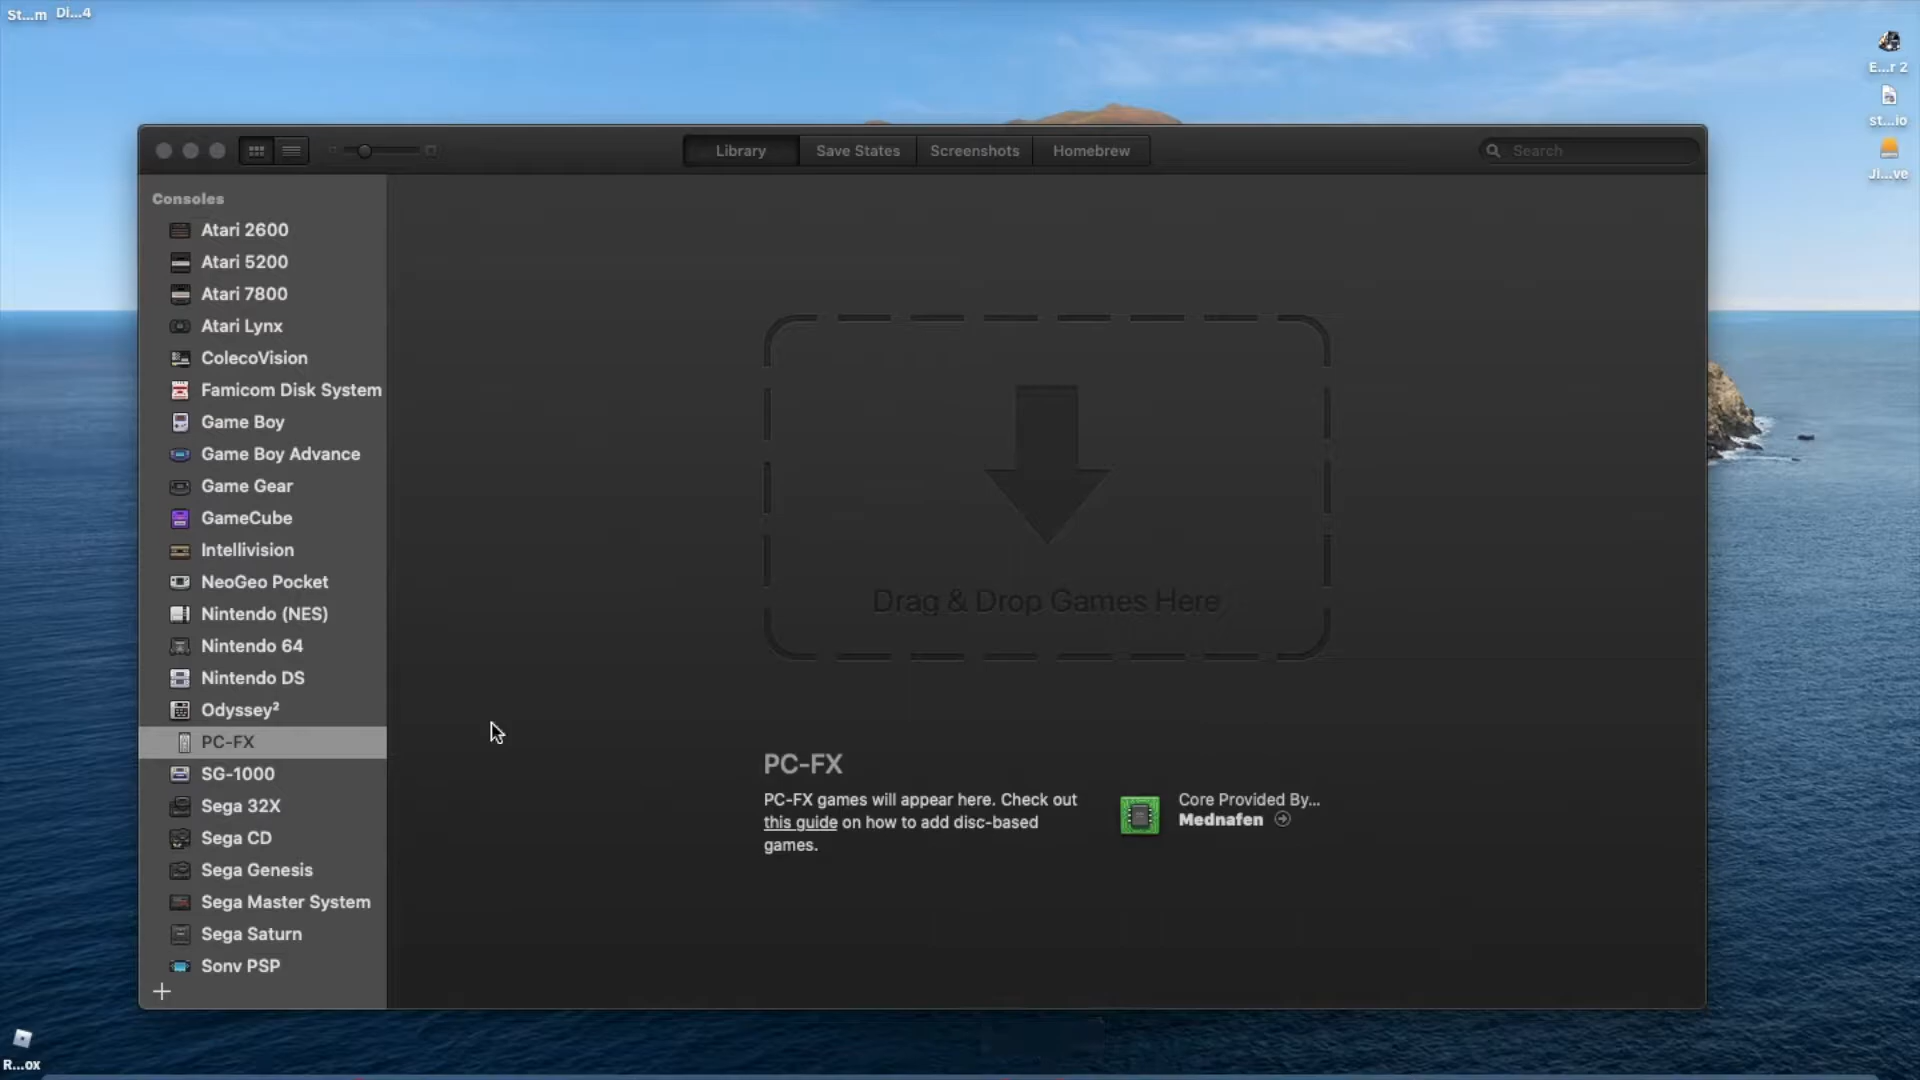 St...m Di...4
E...r 2
st...io
Ji...ve
Library Save States Screenshots Homebrew Search
Consoles
Atari 2600
Atari 5200
Atari 7800
Atari Lynx
ColecoVision
Famicom Disk System
Game Boy
Game Boy Advance
Game Gear
GameCube
Intellivision
NeoGeo Pocket
Nintendo (NES)
Nintendo 64
Nintendo DS
Odyssey²
PC-FX
SG-1000
Sega 32X
Sega CD
Sega Genesis
Sega Master System
Sega Saturn
Sony PSP
Drag & Drop Games Here
PC-FX
PC-FX games will appear here. Check out
this guide on how to add disc-based
games.
Core Provided By...
Mednafen
R...ox